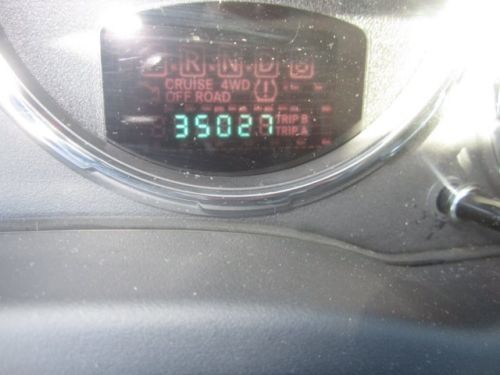 R N D
CRUISE 4WD
OFF ROAD
35027 TRIP B
TRIP A